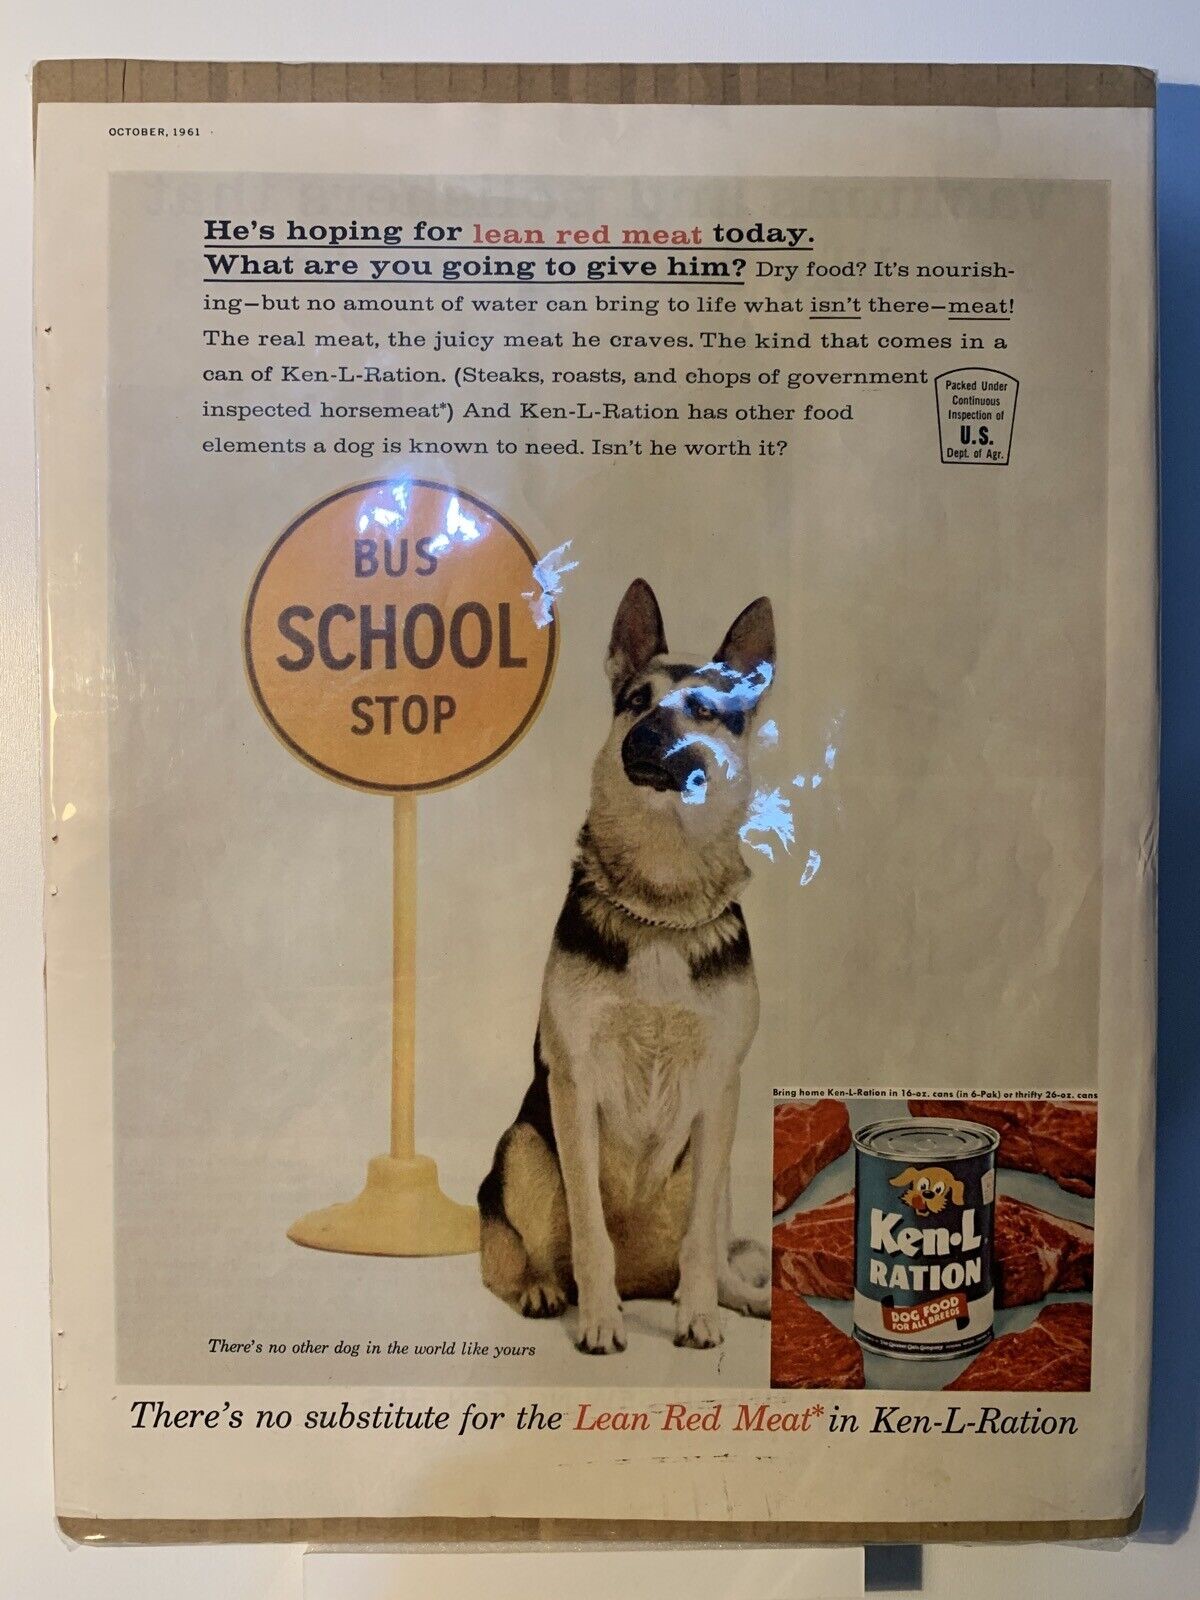 OCTOBER, 1961
He's hoping for lean red meat today.
What are you going to give him? Dry food? It's nourish-
ing—but no amount of water can bring to life what isn't there—meat!
The real meat, the juicy meat he craves. The kind that comes in a
can of Ken-L-Ration. (Steaks, roasts, and chops of government
inspected horsemeat*) And Ken-L-Ration has other food
elements a dog is known to need. Isn't he worth it?
Packed Under
Continuous
Inspection of
U.S.
Dept. of Agr.
BUS
SCHOOL
STOP
Bring home Ken-L-Ration in 16-oz. cans (in 6-Pak) or thrifty 26-oz. cans
Ken-L
RATION
DOG FOOD
FOR ALL BREEDS
The Quaker Oats Company
There's no other dog in the world like yours
There's no substitute for the Lean Red Meat* in Ken-L-Ration